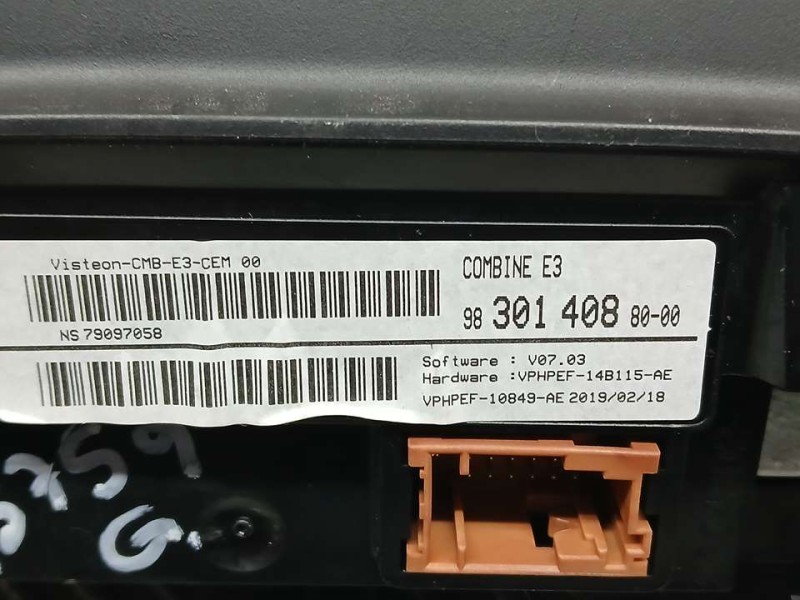 Visteon-CMB-E3-CEM 00
NS 79097058
COMBINE E3
98 301 408 80-00
Software : V07.03
Hardware :VPHPEF-14B115-AE
VPHPEF-10849-AE 2019/02/18